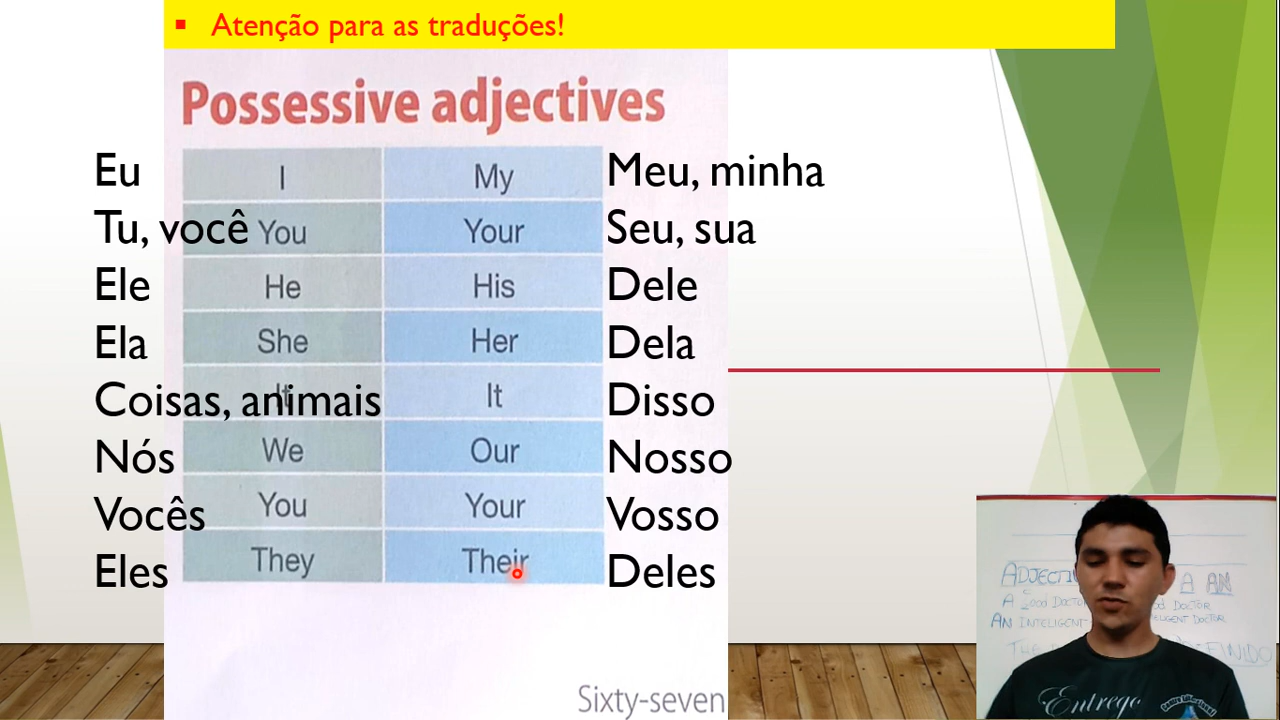 ▪ Atenção para as traduções!
Possessive adjectives
Eu I My Meu, minha
Tu, você You Your Seu, sua
Ele He His Dele
Ela She Her Dela
Coisas, animais It It Disso
Nós We Our Nosso
Vocês You Your Vosso
Eles They Their Deles
Sixty-seven
A AN
A Good Doctor
AN INTELIGENT
Entrego